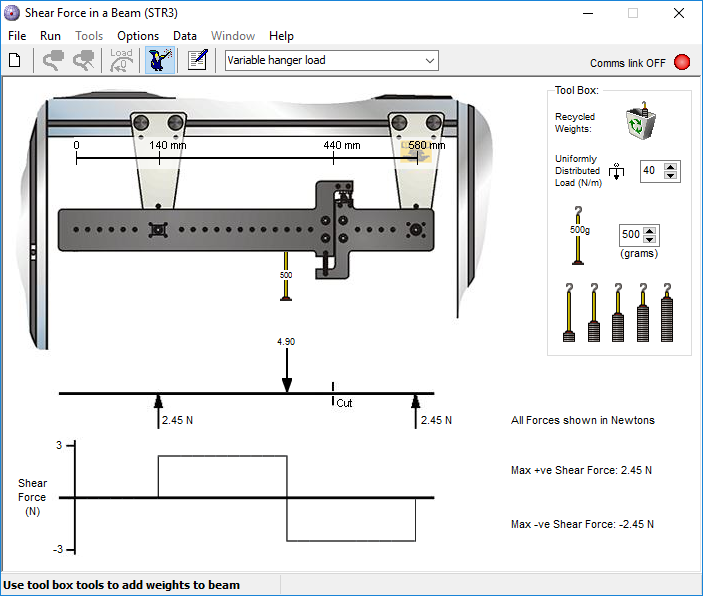 Shear Force in a Beam (STR3)
File Run Tools Options Data Window Help
Load
Variable hanger load
Comms link OFF
Tool Box:
Recycled
Weights:
Uniformly
Distributed
Load (N/m)
40
500g
500
(grams)
0 140 mm 440 mm 580 mm
500
4.90
Cut
2.45 N 2.45 N
All Forces shown in Newtons
3
Max +ve Shear Force: 2.45 N
Shear
Force
(N)
Max -ve Shear Force: -2.45 N
-3
Use tool box tools to add weights to beam